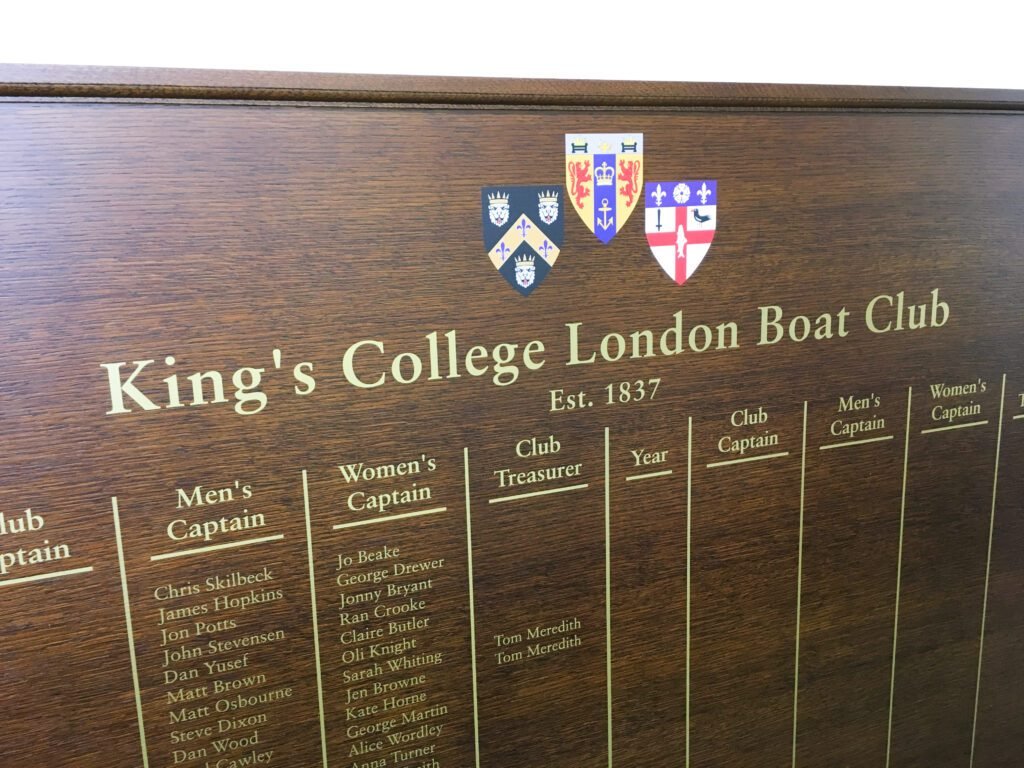 King's College London Boat Club
Est. 1837
Men's
Captain
Chris Skilbeck
James Hopkins
Jon Potts
John Stevensen
Dan Yusef
Matt Brown
Matt Osbourne
Steve Dixon
Dan Wood
Women's
Captain
Jo Beake
George Drewer
Jonny Bryant
Ran Crooke
Claire Butler
Oli Knight
Sarah Whiting
Jen Browne
Kate Horne
George Martin
Alice Wordley
Anna Turner
Club
Treasurer
Tom Meredith
Tom Meredith
Year
Club
Captain
Men's
Captain
Women's
Captain